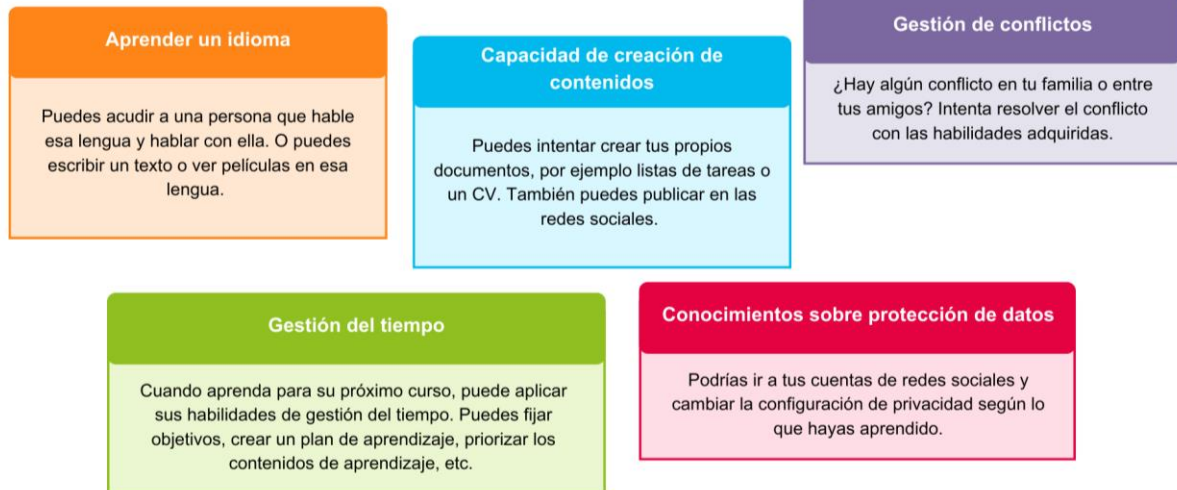 Aprender un idioma
Puedes acudir a una persona que hable
esa lengua y hablar con ella. O puedes
escribir un texto o ver películas en esa
lengua.
Capacidad de creación de
contenidos
Puedes intentar crear tus propios
documentos, por ejemplo listas de tareas o
un CV. También puedes publicar en las
redes sociales.
Gestión de conflictos
¿Hay algún conflicto en tu familia o entre
tus amigos? Intenta resolver el conflicto
con las habilidades adquiridas.
Gestión del tiempo
Cuando aprenda para su próximo curso, puede aplicar
sus habilidades de gestión del tiempo. Puedes fijar
objetivos, crear un plan de aprendizaje, priorizar los
contenidos de aprendizaje, etc.
Conocimientos sobre protección de datos
Podrías ir a tus cuentas de redes sociales y
cambiar la configuración de privacidad según lo
que hayas aprendido.